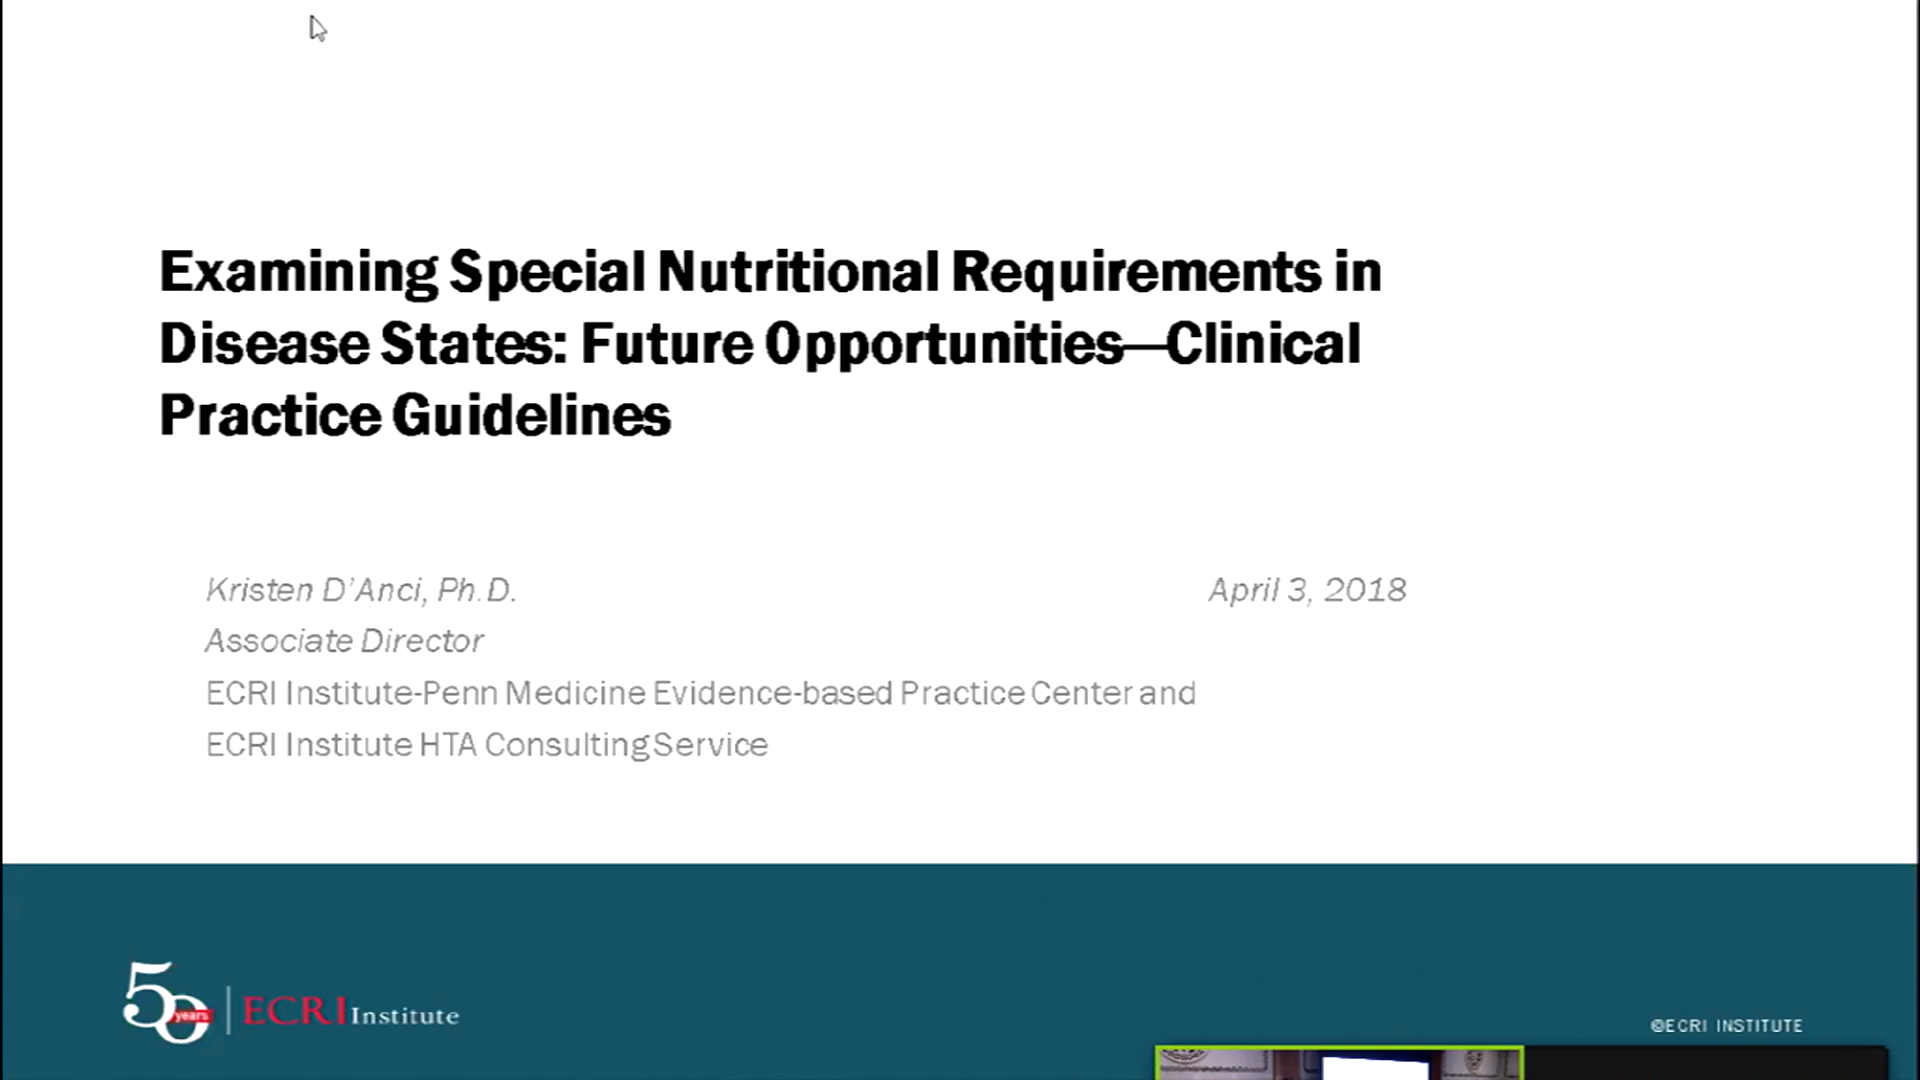 Examining Special Nutritional Requirements in
Disease States: Future Opportunities—Clinical
Practice Guidelines
Kristen D'Anci, Ph.D.
April 3, 2018
Associate Director
ECRI Institute-Penn Medicine Evidence-based Practice Center and
ECRI Institute HTA Consulting Service
50 years
ECRI Institute
©ECRI INSTITUTE